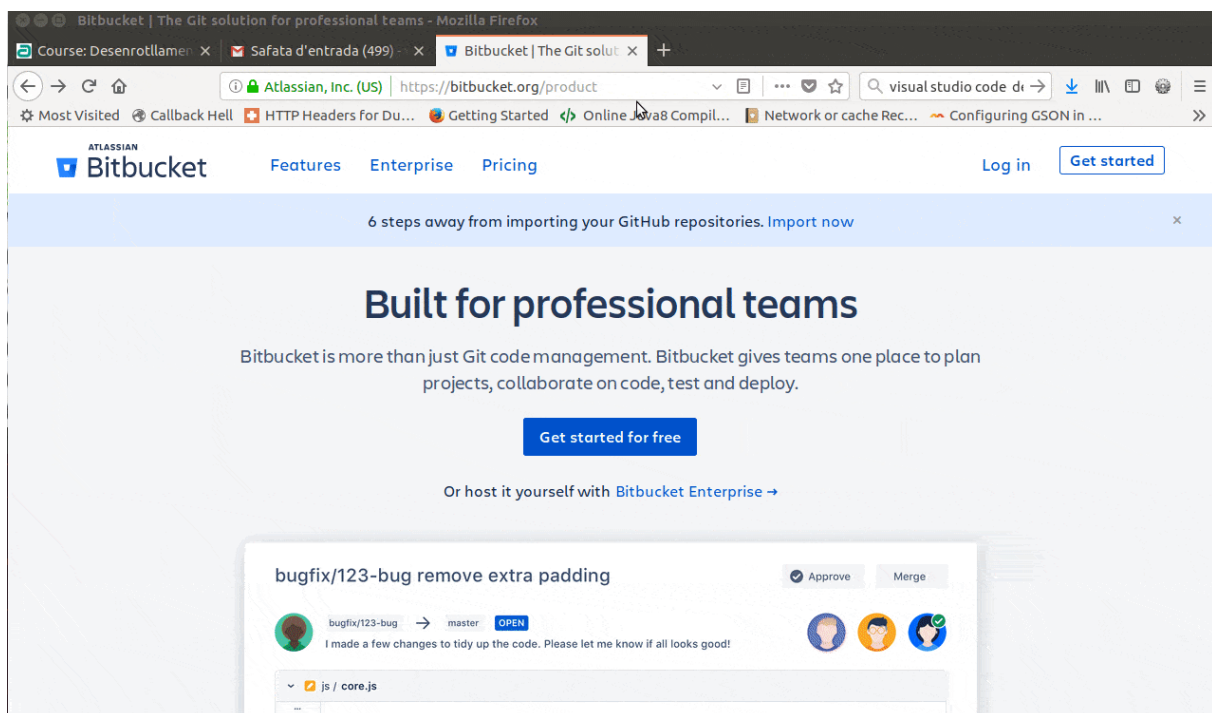 Bitbucket | The Git solution for professional teams - Mozilla Firefox
Course: Desenrotllamen
Safata d'entrada (499) -
Bitbucket | The Git solut
Atlassian, Inc. (US) https://bitbucket.org/product
visual studio code de
Most Visited Callback Hell HTTP Headers for Du... Getting Started Online Java8 Compil... Network or cache Rec... Configuring GSON in ...
ATLASSIAN
Bitbucket Features Enterprise Pricing Log in Get started
6 steps away from importing your GitHub repositories. Import now
Built for professional teams
Bitbucket is more than just Git code management. Bitbucket gives teams one place to plan
projects, collaborate on code, test and deploy.
Get started for free
Or host it yourself with Bitbucket Enterprise →
bugfix/123-bug remove extra padding Approve Merge
bugfix/123-bug → master OPEN
I made a few changes to tidy up the code. Please let me know if all looks good!
js / core.js